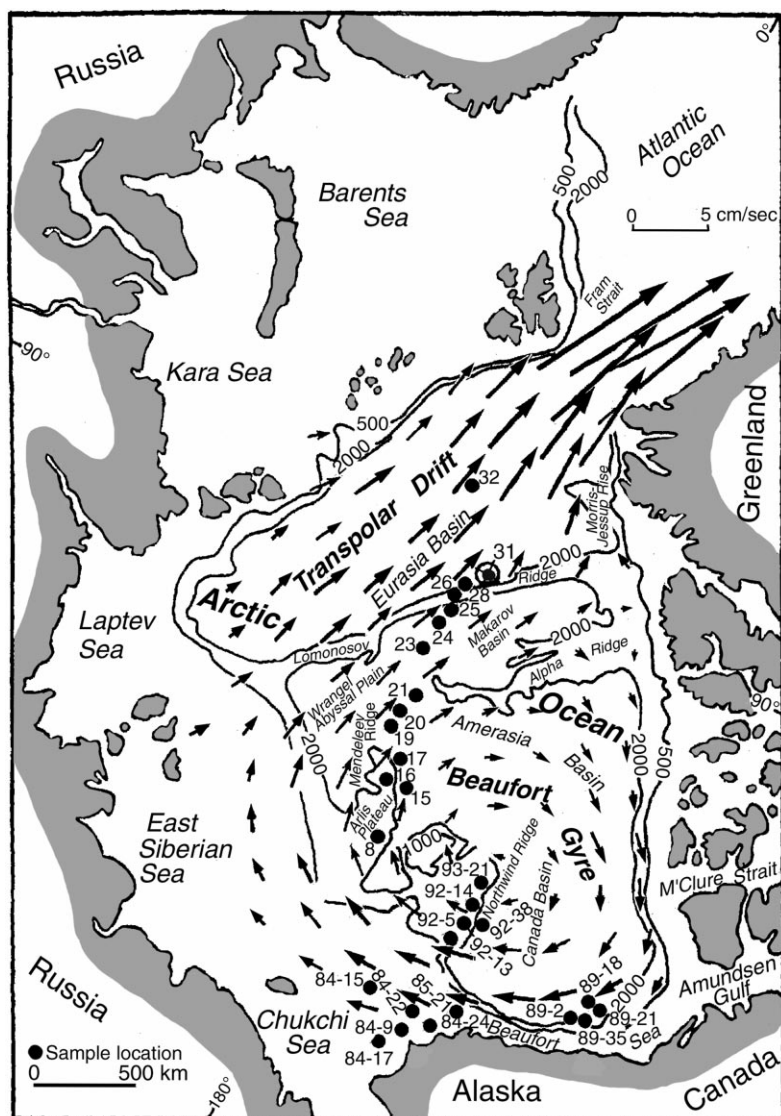 0°
Russia
Atlantic
Ocean
500
2000
Barents
Sea
0 5 cm/sec
Fram
Strait
90°
Kara Sea
500
2000
Greenland
32
Transpolar Drift
Morris-
Jessup Rise
Eurasia Basin
31
2000
Ridge
26
28
Arctic
25
Laptev
Sea
24
Makarov
Basin
2000
Lomonosov
23
Ridge
Alpha
Wrangel
Abyssal Plain
21
90°
20
Ocean
2000
Mendeleev
Ridge
19
Amerasia
Basin
500
2000
17
16
Beaufort
15
East
Siberian
Sea
Arlis
Plateau
8
1000
Gyre
93-21
Northwind Ridge
M'Clure Strait
92-14
Canada Basin
92-5
92-38
92-13
Russia
84-15
84-22
85-21
89-18
Amundsen
Gulf
89-2
2000
Chukchi
Sea
84-9
84-24
Beaufort
Sea
89-21
89-35
84-17
Sample location
0 500 km
180°
Alaska
Canada